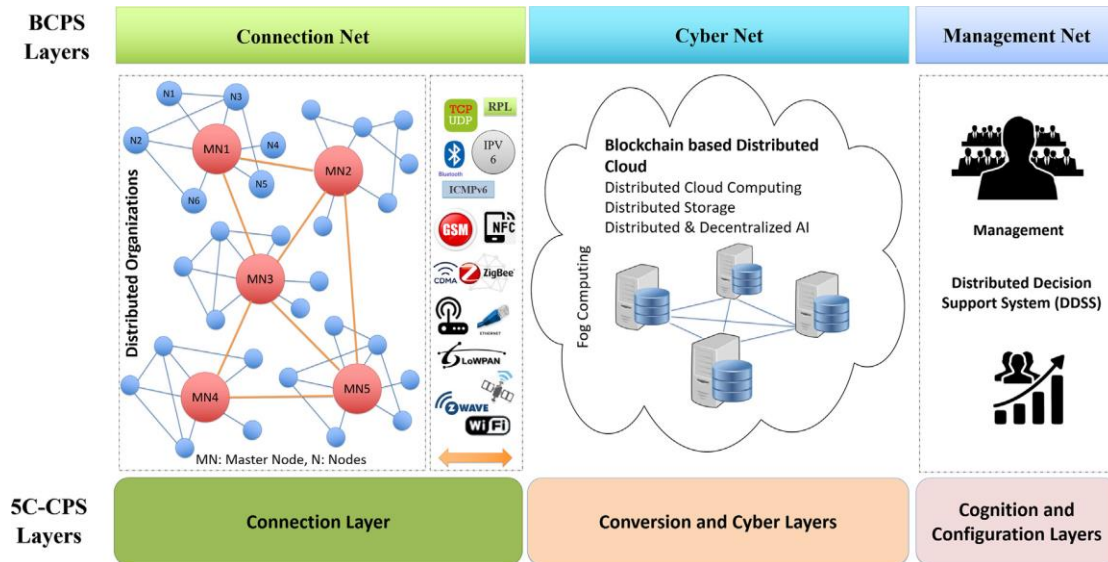 BCPS
Layers
Connection Net
Cyber Net
Management Net
Distributed Organizations
N1
N3
N2
MN1
N4
N5
N6
MN2
MN3
MN4
MN5
MN: Master Node, N: Nodes
TCP
UDP
RPL
Bluetooth
IPV
6
ICMPv6
GSM
NFC
CDMA
ZigBee
ETHERNET
6LoWPAN
Z WAVE
WiFi
Fog Computing
Blockchain based Distributed
Cloud
Distributed Cloud Computing
Distributed Storage
Distributed & Decentralized AI
Management
Distributed Decision
Support System (DDSS)
5C-CPS
Layers
Connection Layer
Conversion and Cyber Layers
Cognition and
Configuration Layers